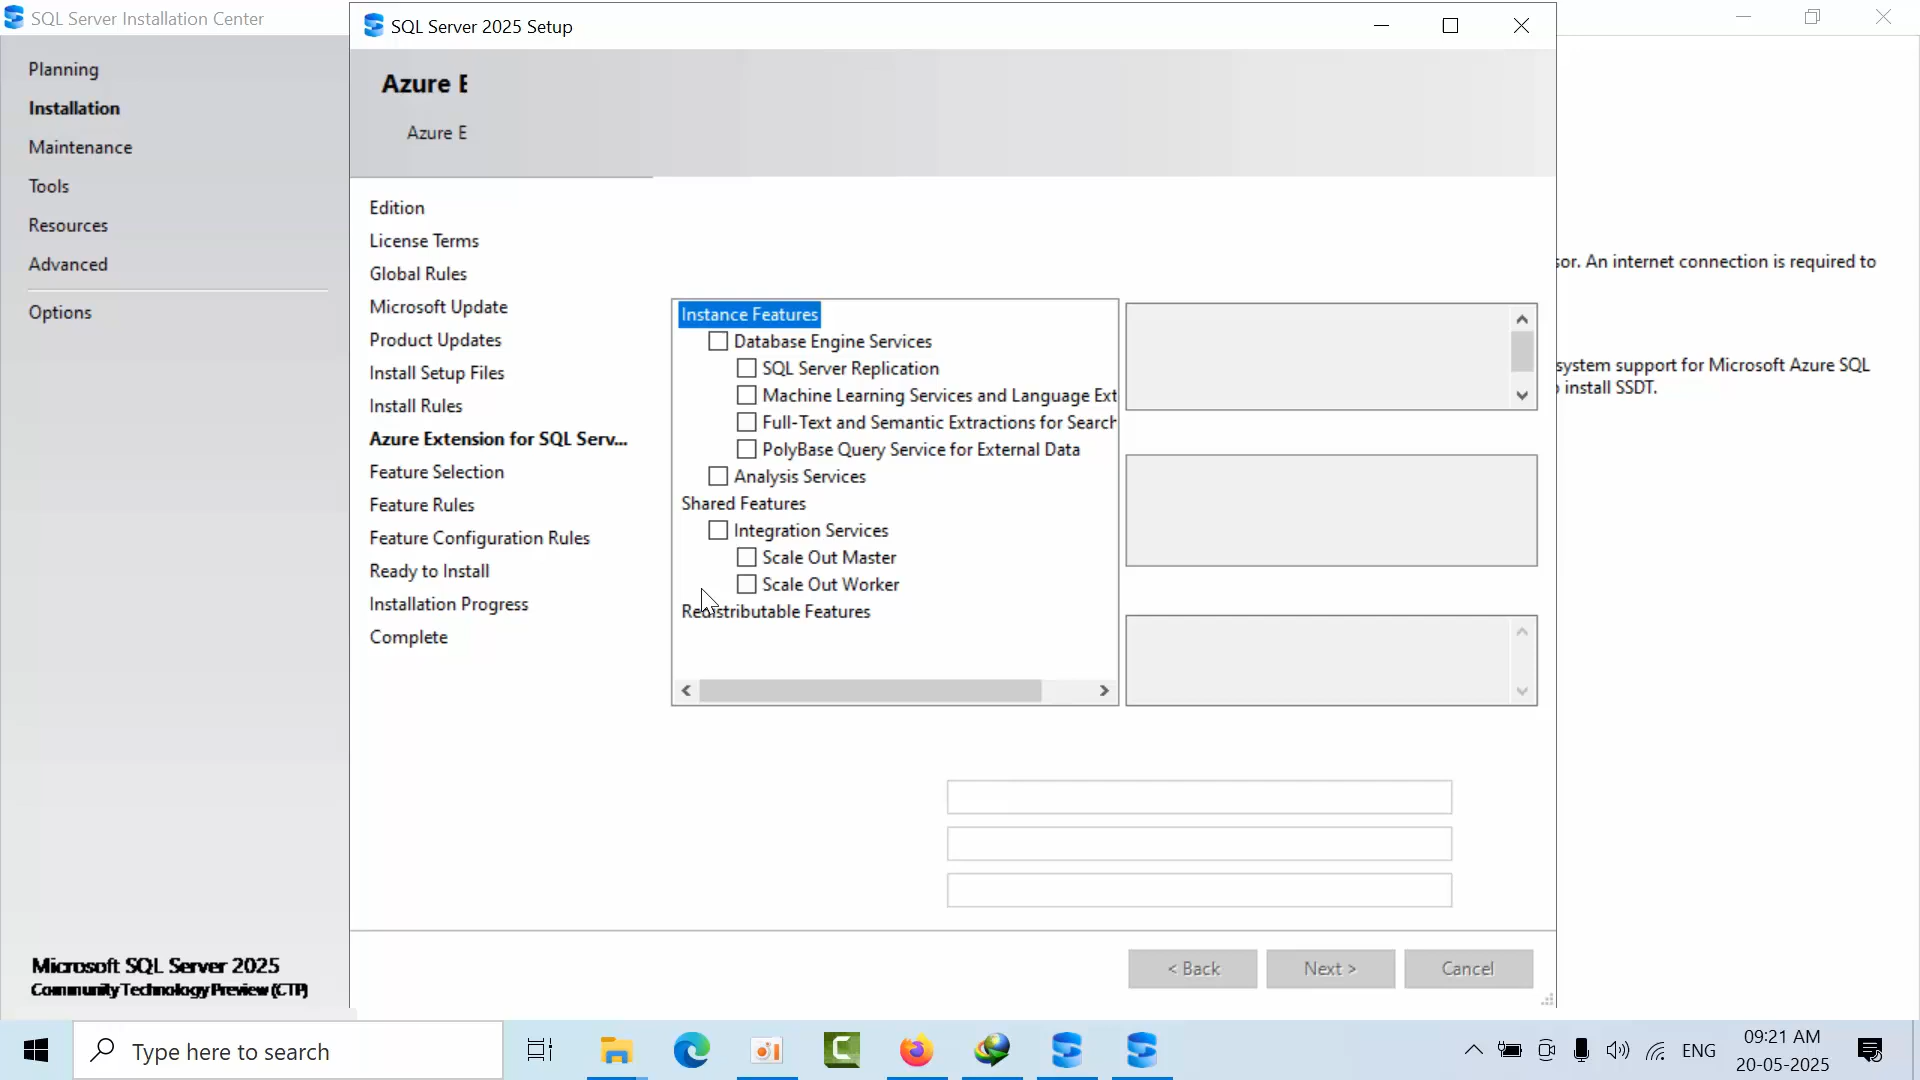 SQL Server Installation Center
Planning
Installation
Maintenance
Tools
Resources
Advanced
Options
Microsoft SQL Server 2025
Community Technology Preview (CTP)
SQL Server 2025 Setup
Azure E
Azure E
Edition
License Terms
Global Rules
Microsoft Update
Product Updates
Install Setup Files
Install Rules
Azure Extension for SQL Serv...
Feature Selection
Feature Rules
Feature Configuration Rules
Ready to Install
Installation Progress
Complete
Instance Features
Database Engine Services
SQL Server Replication
Machine Learning Services and Language Ext
Full-Text and Semantic Extractions for Search
PolyBase Query Service for External Data
Analysis Services
Shared Features
Integration Services
Scale Out Master
Scale Out Worker
Redistributable Features
< Back
Next >
Cancel
sor. An internet connection is required to
system support for Microsoft Azure SQL
install SSDT.
Type here to search
ENG
09:21 AM
20-05-2025